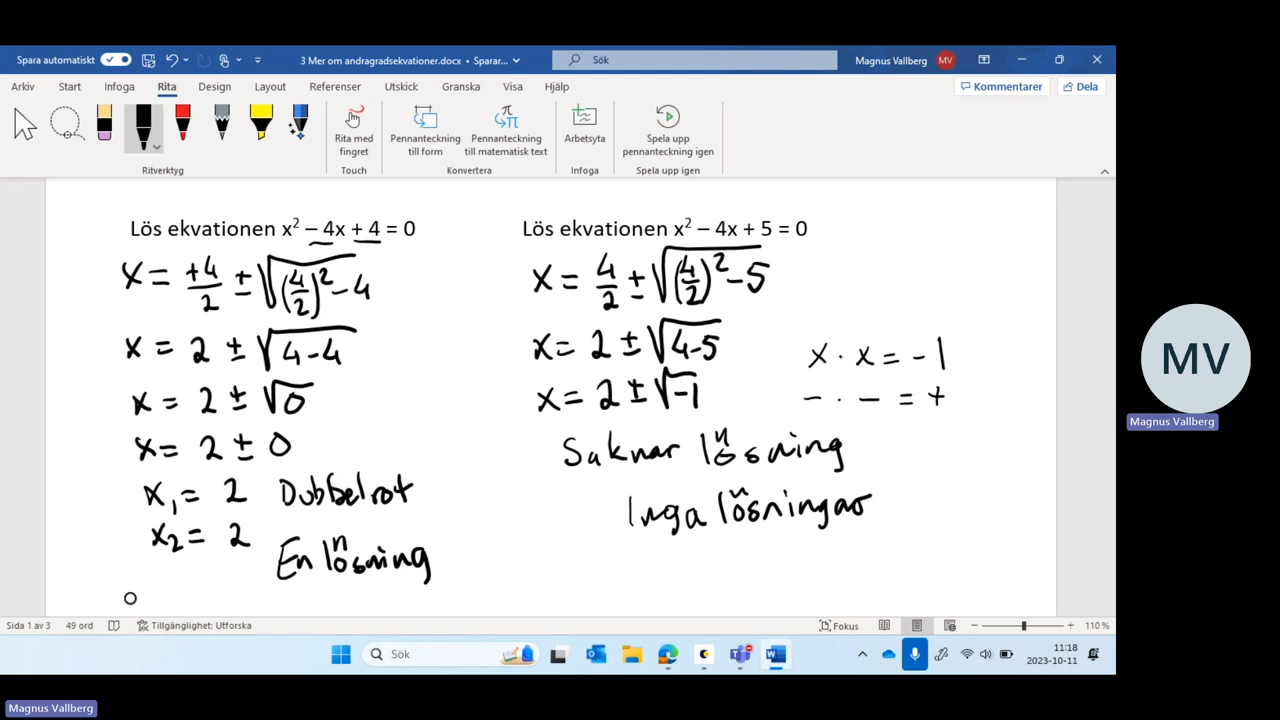 Spara automatiskt
3 Mer om andragradsekvationer.docx • Sparar...
Sök
Magnus Vallberg
MV
Arkiv Start Infoga Rita Design Layout Referenser Utskick Granska Visa Hjälp
Kommentarer
Dela
Rita med fingret
Pennanteckning till form
Pennanteckning till matematisk text
Arbetsyta
Spela upp pennanteckning igen
Ritverktyg
Touch
Konvertera
Infoga
Spela upp igen
Lös ekvationen x² – 4x + 4 = 0
x = +4/2 ± √((4/2)² - 4)
x = 2 ± √(4-4)
x = 2 ± √0
x = 2 ± 0
x₁ = 2 Dubbelrot
x₂ = 2
En lösning
Lös ekvationen x² – 4x + 5 = 0
x = 4/2 ± √((4/2)² - 5)
x = 2 ± √(4-5)
x = 2 ± √-1
x · x = -1
- · - = +
Saknar lösning
Inga lösningar
MV
Magnus Vallberg
Sida 1 av 3
49 ord
Tillgänglighet: Utforska
Fokus
110 %
Sök
11:18
2023-10-11
Magnus Vallberg